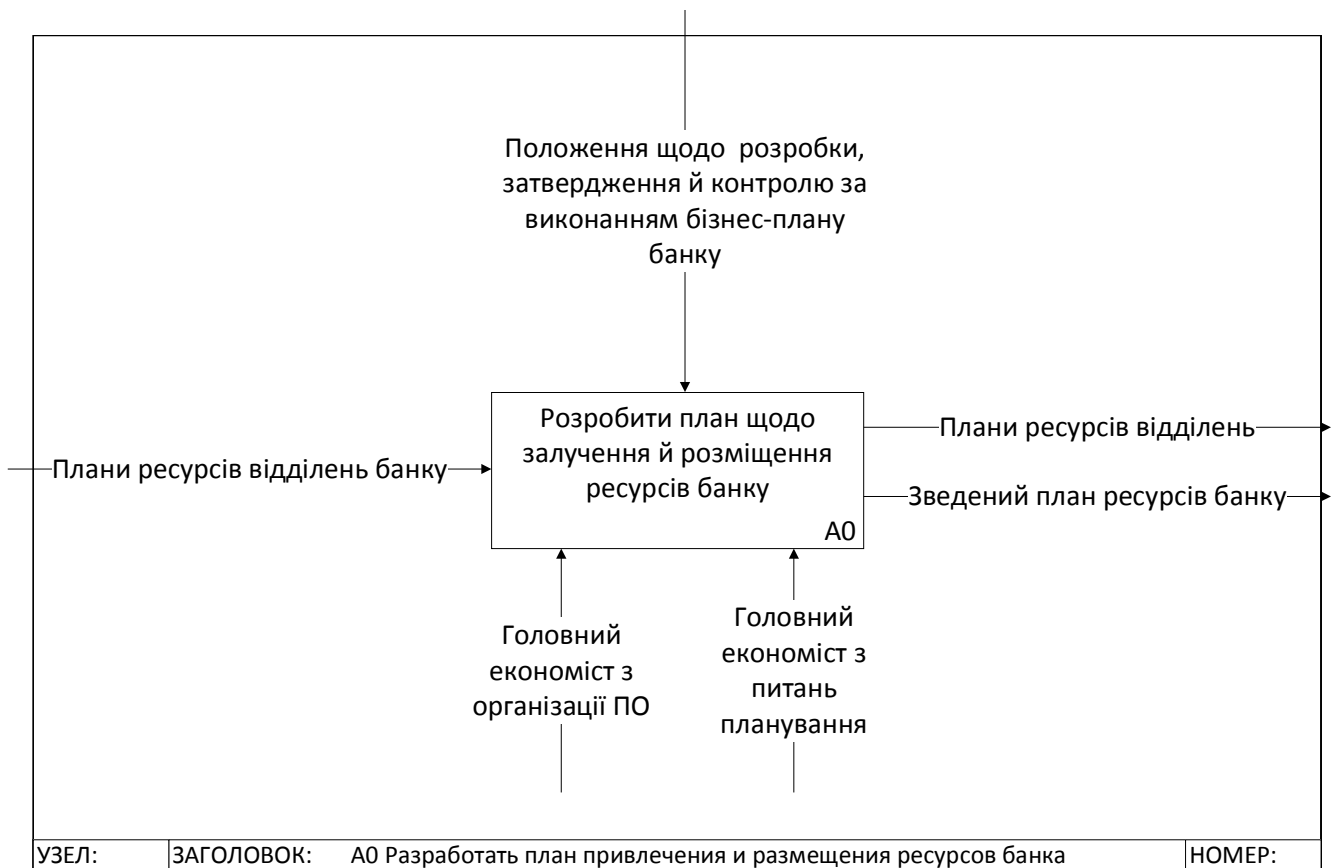 Положення щодо розробки,
затвердження й контролю за
виконанням бізнес-плану
банку
Розробити план щодо
залучення й розміщення
ресурсів банку
А0
Плани ресурсів відділень банку
Плани ресурсів відділень
Зведений план ресурсів банку
Головний
економіст з
організації ПО
Головний
економіст з
питань
планування
УЗЕЛ: ЗАГОЛОВОК: А0 Разработать план привлечения и размещения ресурсов банка НОМЕР: